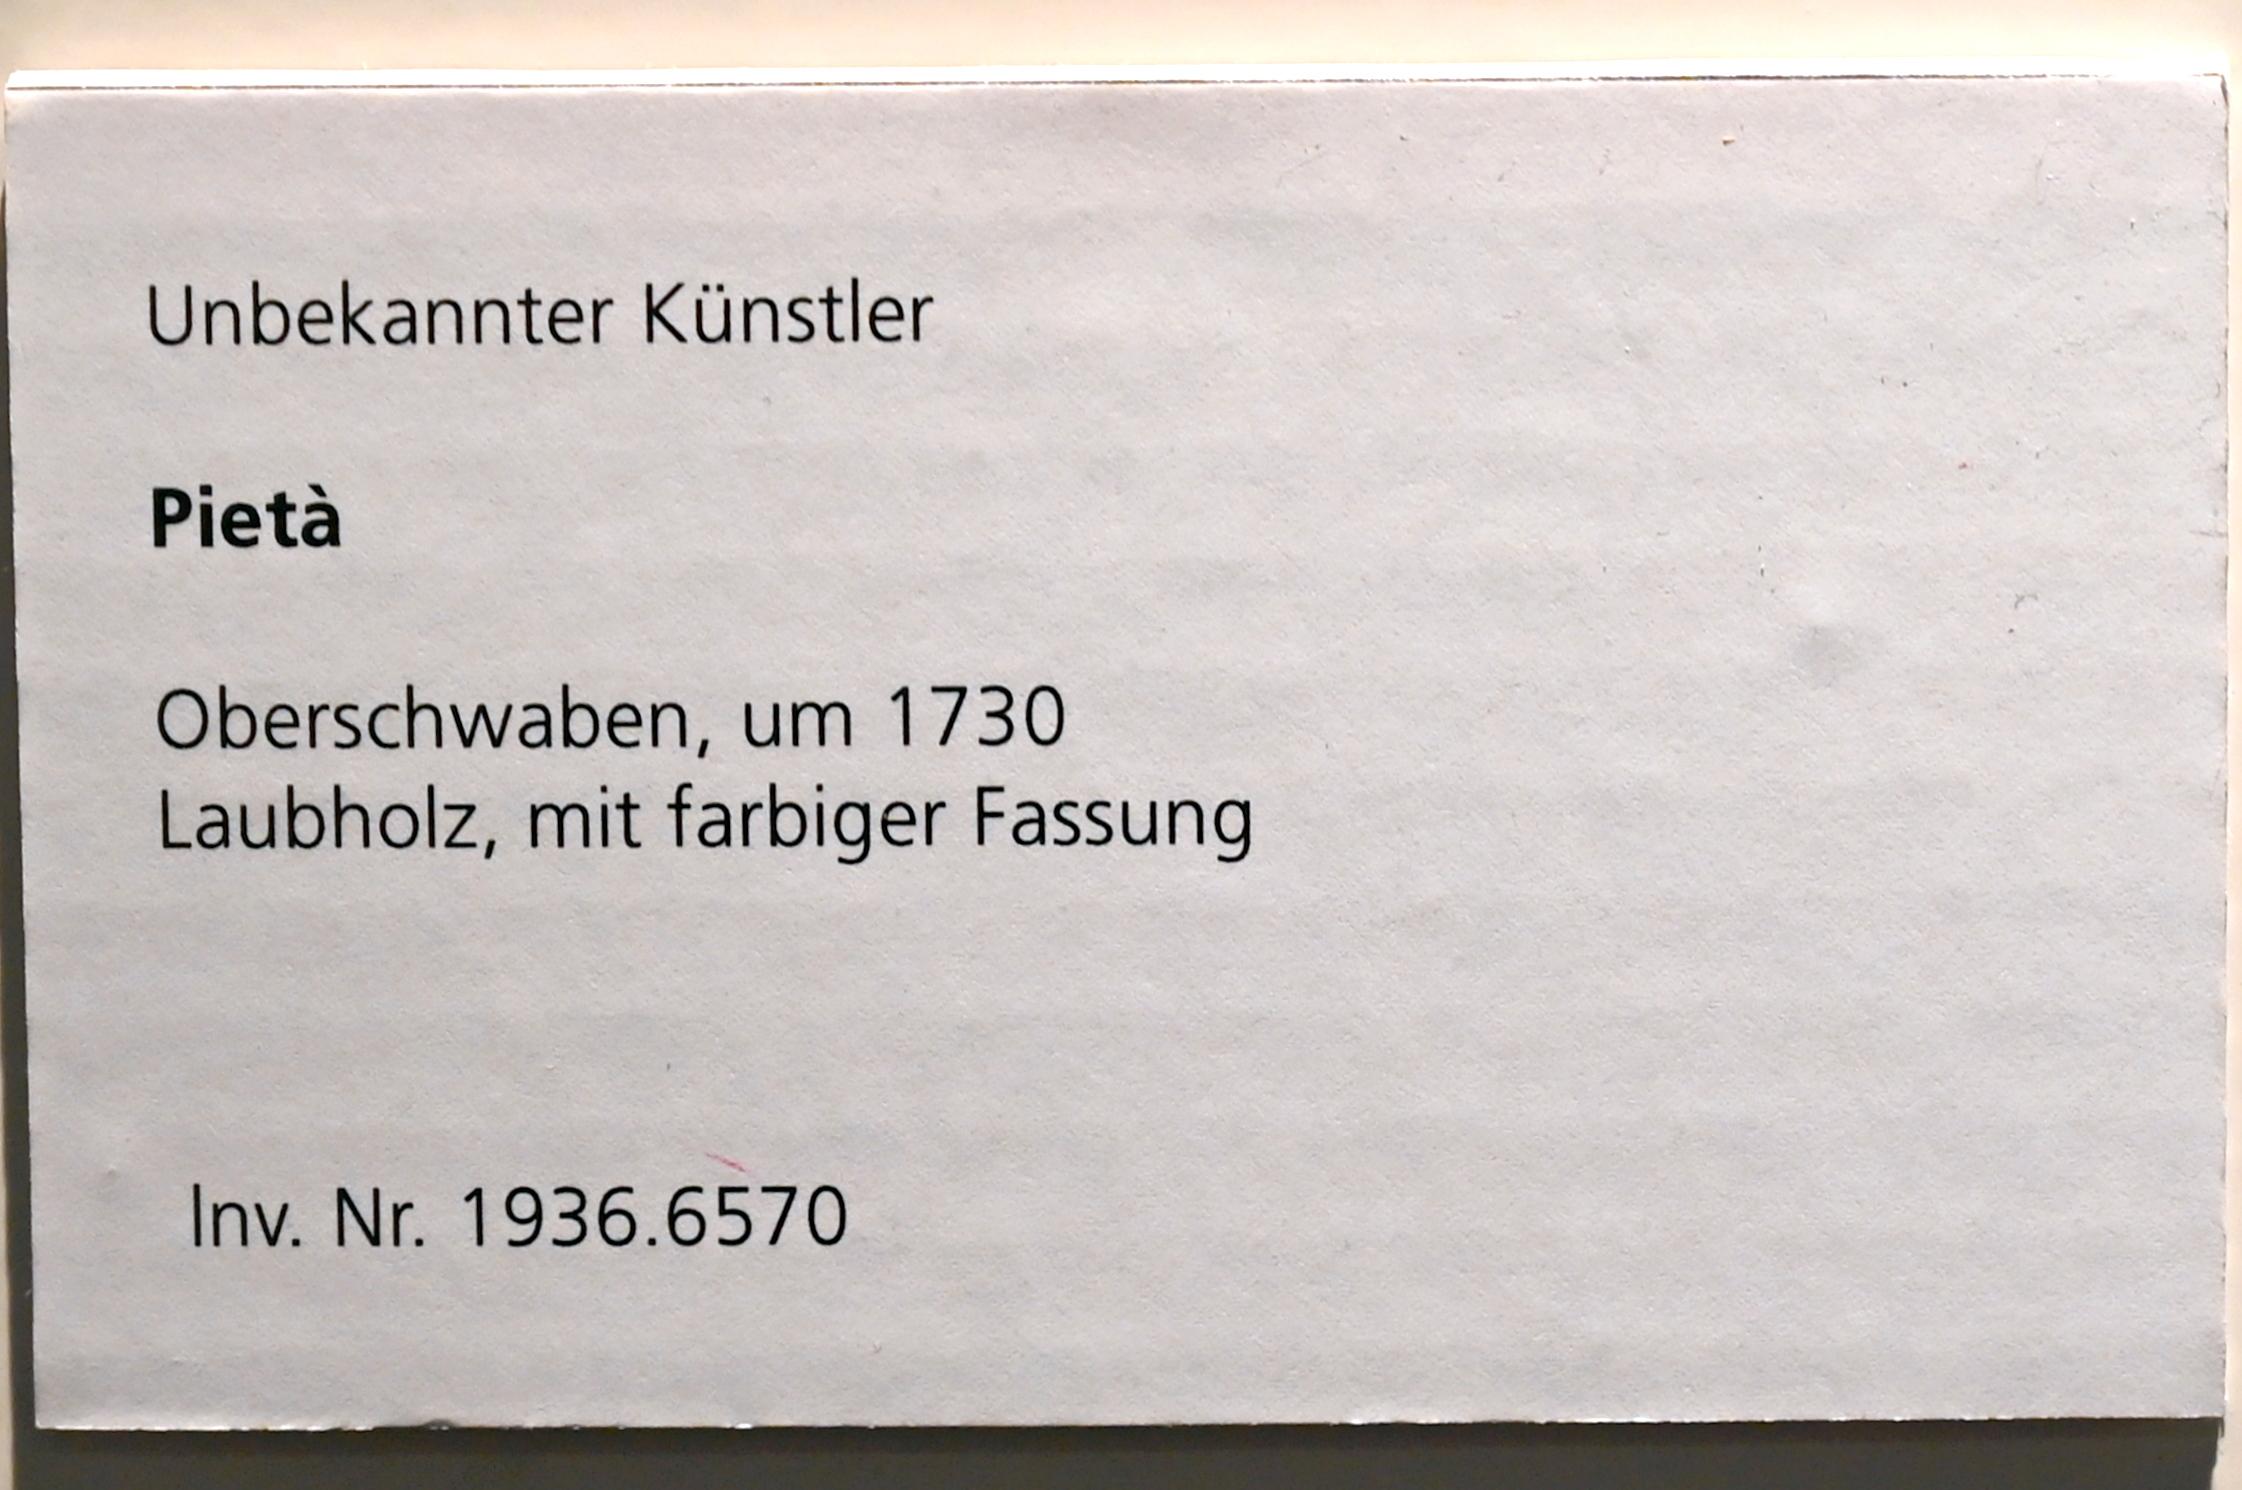 Unbekannter Künstler
Pietà
Oberschwaben, um 1730
Laubholz, mit farbiger Fassung
Inv. Nr. 1936.6570